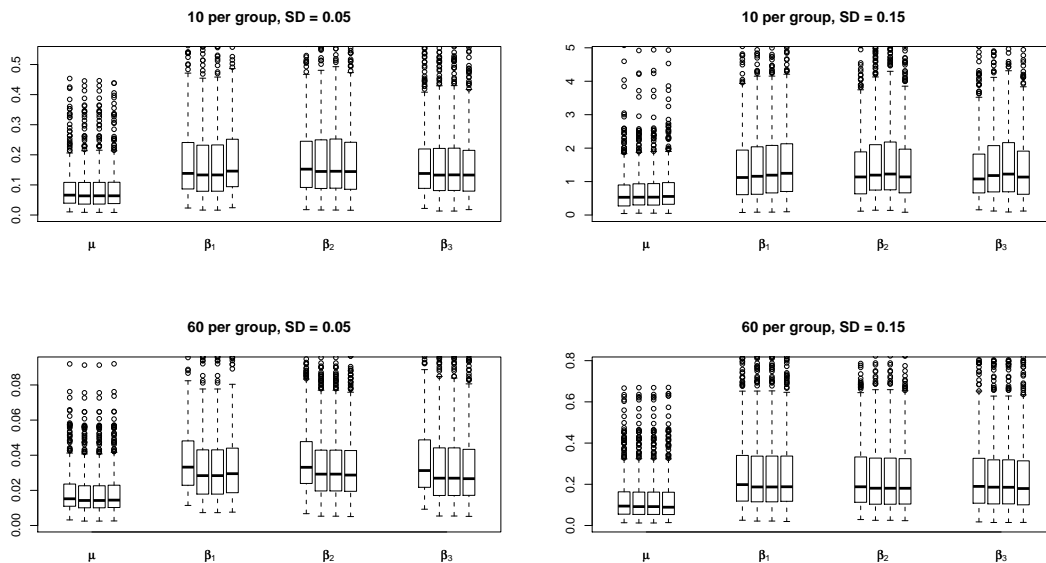 10 per group, SD = 0.05
0.0 0.1 0.2 0.3 0.4 0.5
μ β1 β2 β3
10 per group, SD = 0.15
0 1 2 3 4 5
μ β1 β2 β3
60 per group, SD = 0.05
0.00 0.02 0.04 0.06 0.08
μ β1 β2 β3
60 per group, SD = 0.15
0.0 0.2 0.4 0.6 0.8
μ β1 β2 β3